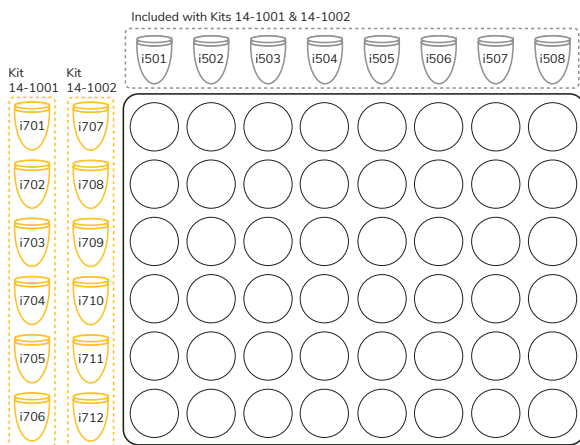 Included with Kits 14-1001 & 14-1002
i501 i502 i503 i504 i505 i506 i507 i508
Kit Kit
14-1001 14-1002
i701 i707
i702 i708
i703 i709
i704 i710
i705 i711
i706 i712